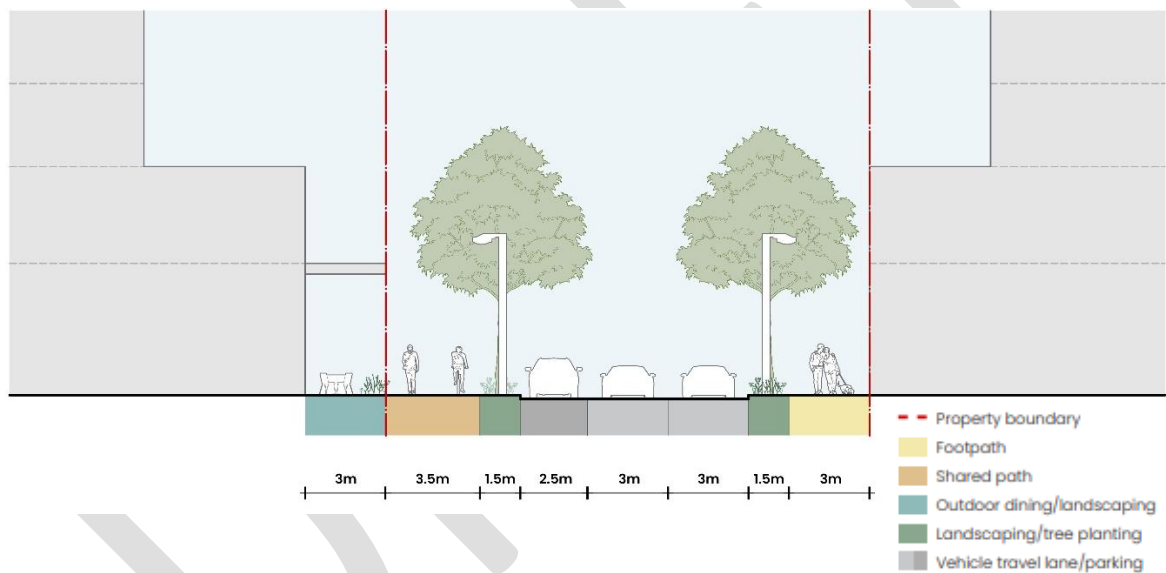 3m 3.5m 1.5m 2.5m 3m 3m 1.5m 3m
Property boundary
Footpath
Shared path
Outdoor dining/landscaping
Landscaping/tree planting
Vehicle travel lane/parking